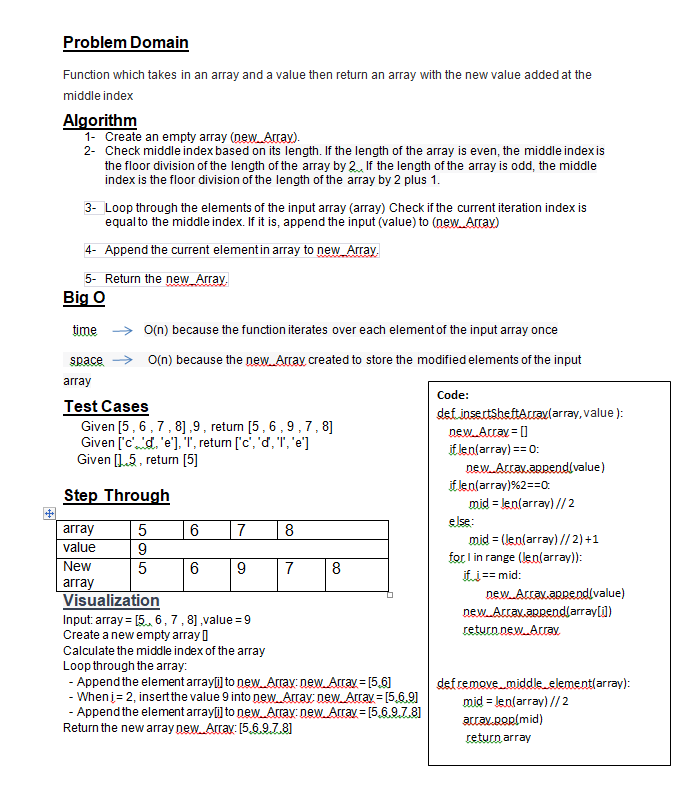 Problem Domain
Function which takes in an array and a value then return an array with the new value added at the
middle index
Algorithm
1- Create an empty array (new_Array).
2- Check middle index based on its length. If the length of the array is even, the middle index is
the floor division of the length of the array by 2 . If the length of the array is odd, the middle
index is the floor division of the length of the array by 2 plus 1.
3- Loop through the elements of the input array (array) Check if the current iteration index is
equal to the middle index. If it is, append the input (value) to (new_Array)
4- Append the current element in array to new_Array.
5- Return the new_Array.
Big O
time → O(n) because the function iterates over each element of the input array once
space → O(n) because the new_Array created to store the modified elements of the input
array
Test Cases
Given [5 , 6 , 7 , 8] ,9 , return [5 , 6 , 9 , 7 , 8]
Given ['c', 'd', 'e'], 'l', return ['c', 'd', 'l', 'e']
Given [] ,5 , return [5]
Step Through
array 5 6 7 8
value 9
New 5 6 9 7 8
array
Visualization
Input: array = [5 , 6 , 7 , 8] ,value = 9
Create a new empty array []
Calculate the middle index of the array
Loop through the array:
- Append the element array[i] to new_Array: new_Array = [5,6]
- When i = 2, insert the value 9 into new_Array: new_Array = [5,6,9]
- Append the element array[i] to new_Array: new_Array = [5,6,9,7,8]
Return the new array new_Array: [5,6,9,7,8]
Code:
def insertSheftArray(array, value ):
new_Array = []
if len(array) == 0:
new_Array.append(value)
if len(array)%2==0:
mid = len(array) // 2
else:
mid = (len(array) // 2) +1
for I in range (len(array)):
if i == mid:
new_Array.append(value)
new_Array.append(array[i])
return new_Array
def remove_middle_element(array):
mid = len(array) // 2
array.pop(mid)
return array